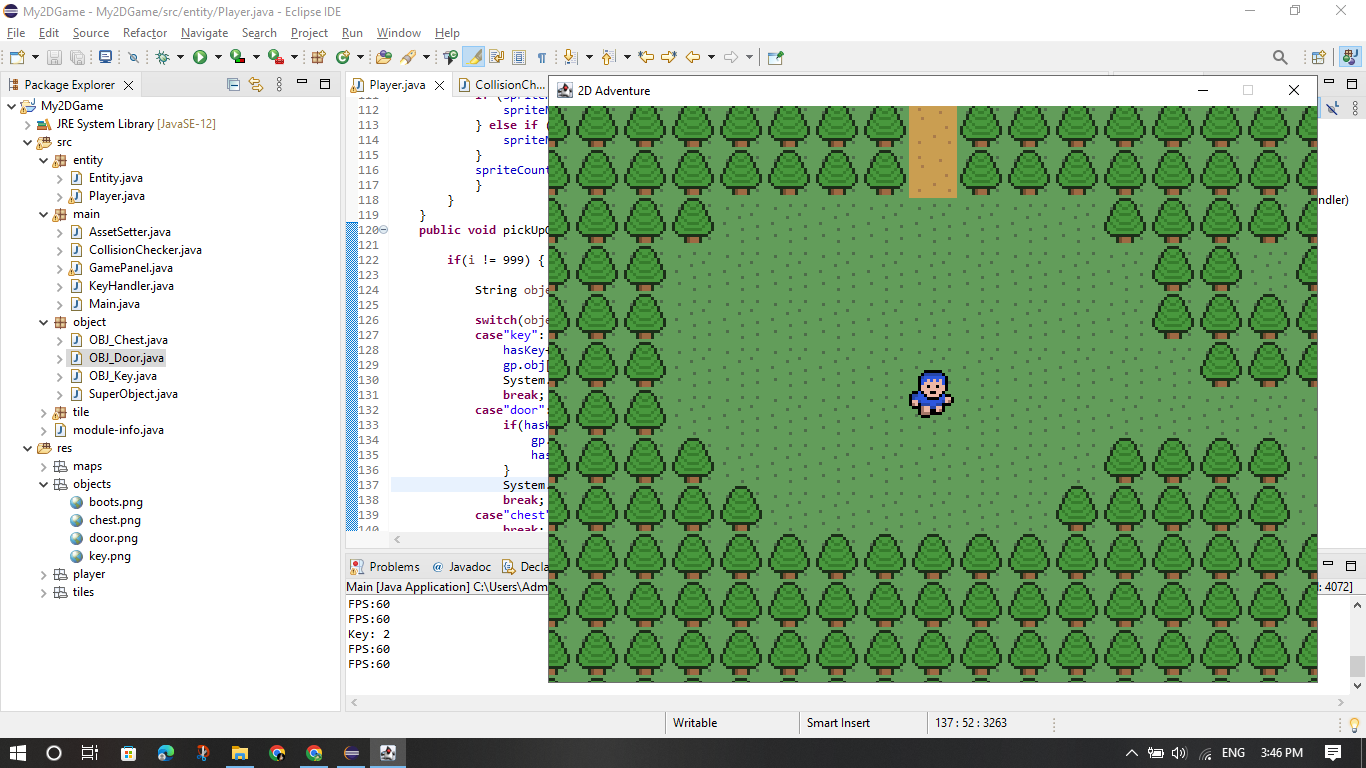 My2DGame - My2DGame/src/entity/Player.java - Eclipse IDE
File Edit Source Refactor Navigate Search Project Run Window Help
Package Explorer
My2DGame
JRE System Library [JavaSE-12]
src
entity
Entity.java
Player.java
main
AssetSetter.java
CollisionChecker.java
GamePanel.java
KeyHandler.java
Main.java
object
OBJ_Chest.java
OBJ_Door.java
OBJ_Key.java
SuperObject.java
tile
module-info.java
res
maps
objects
boots.png
chest.png
door.png
key.png
player
tiles
Player.java
CollisionCh...
111
112
113 } else if (
114
115 }
116 spriteCount
117 }
118 }
119 }
120 public void
121
122 if(i != 999) {
123
124 String obje
125
126 switch(obje
127 case"key":
128 hasKey
129 gp.obj[
130 System.
131 break;
132 case"door":
133 if(hasK
134 gp.
135 has
136 }
137 System.
138 break;
139 case"chest"
140 break;
ndler)
Problems
@ Javadoc
Decla
Main [Java Application] C:\Users\Adm
: 4072]
FPS:60
FPS:60
Key: 2
FPS:60
FPS:60
2D Adventure
Writable
Smart Insert
137 : 52 : 3263
ENG
3:46 PM